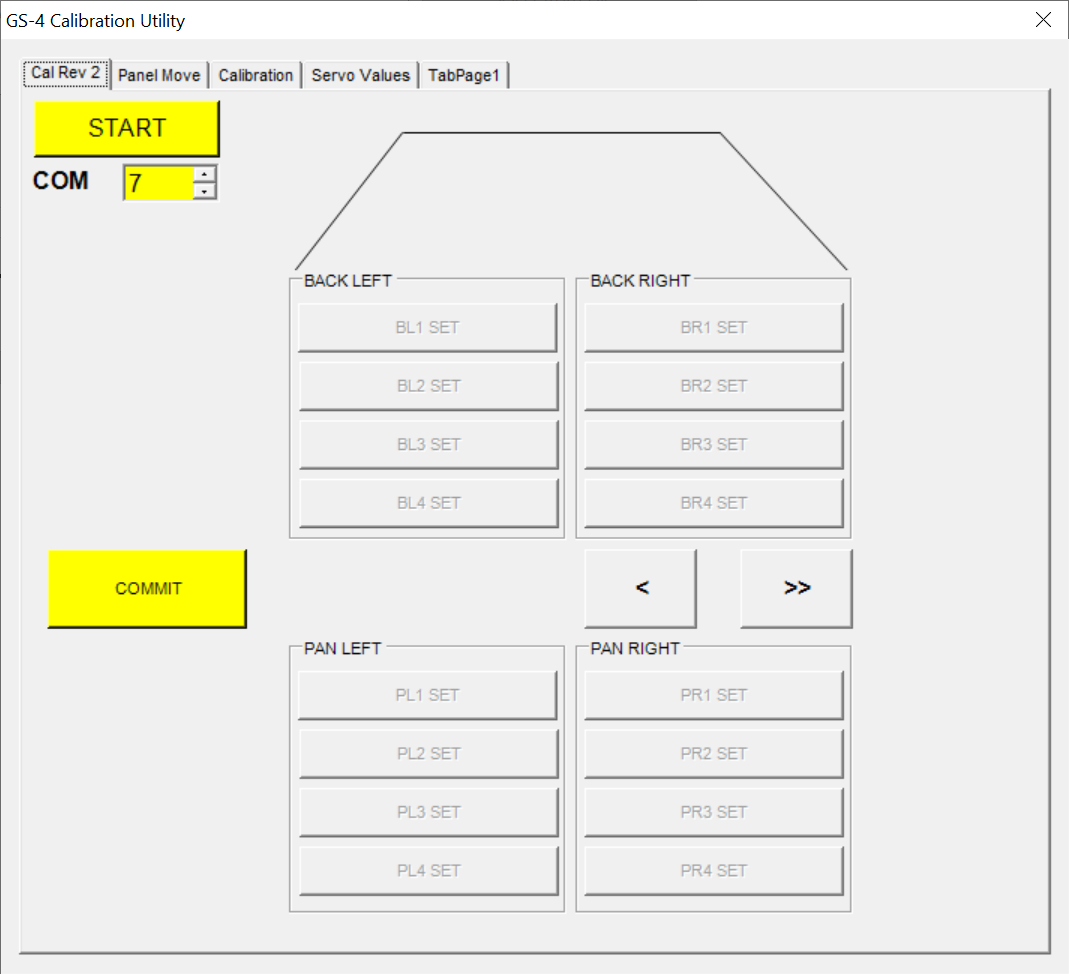 GS-4 Calibration Utility
Cal Rev 2 Panel Move Calibration Servo Values TabPage1
START
COM 7
BACK LEFT BACK RIGHT
BL1 SET BR1 SET
BL2 SET BR2 SET
BL3 SET BR3 SET
BL4 SET BR4 SET
COMMIT < >>
PAN LEFT PAN RIGHT
PL1 SET PR1 SET
PL2 SET PR2 SET
PL3 SET PR3 SET
PL4 SET PR4 SET